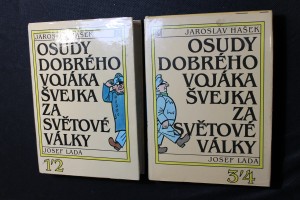 JAROSLAV HAŠEK
OSUDY
DOBRÉHO
VOJÁKA
ŠVEJKA
ZA
SVĚTOVÉ
VÁLKY
JOSEF LADA
1/2
JAROSLAV HAŠEK
OSUDY
DOBRÉHO
VOJÁKA
ŠVEJKA
ZA
SVĚTOVÉ
VÁLKY
JOSEF LADA
3/4